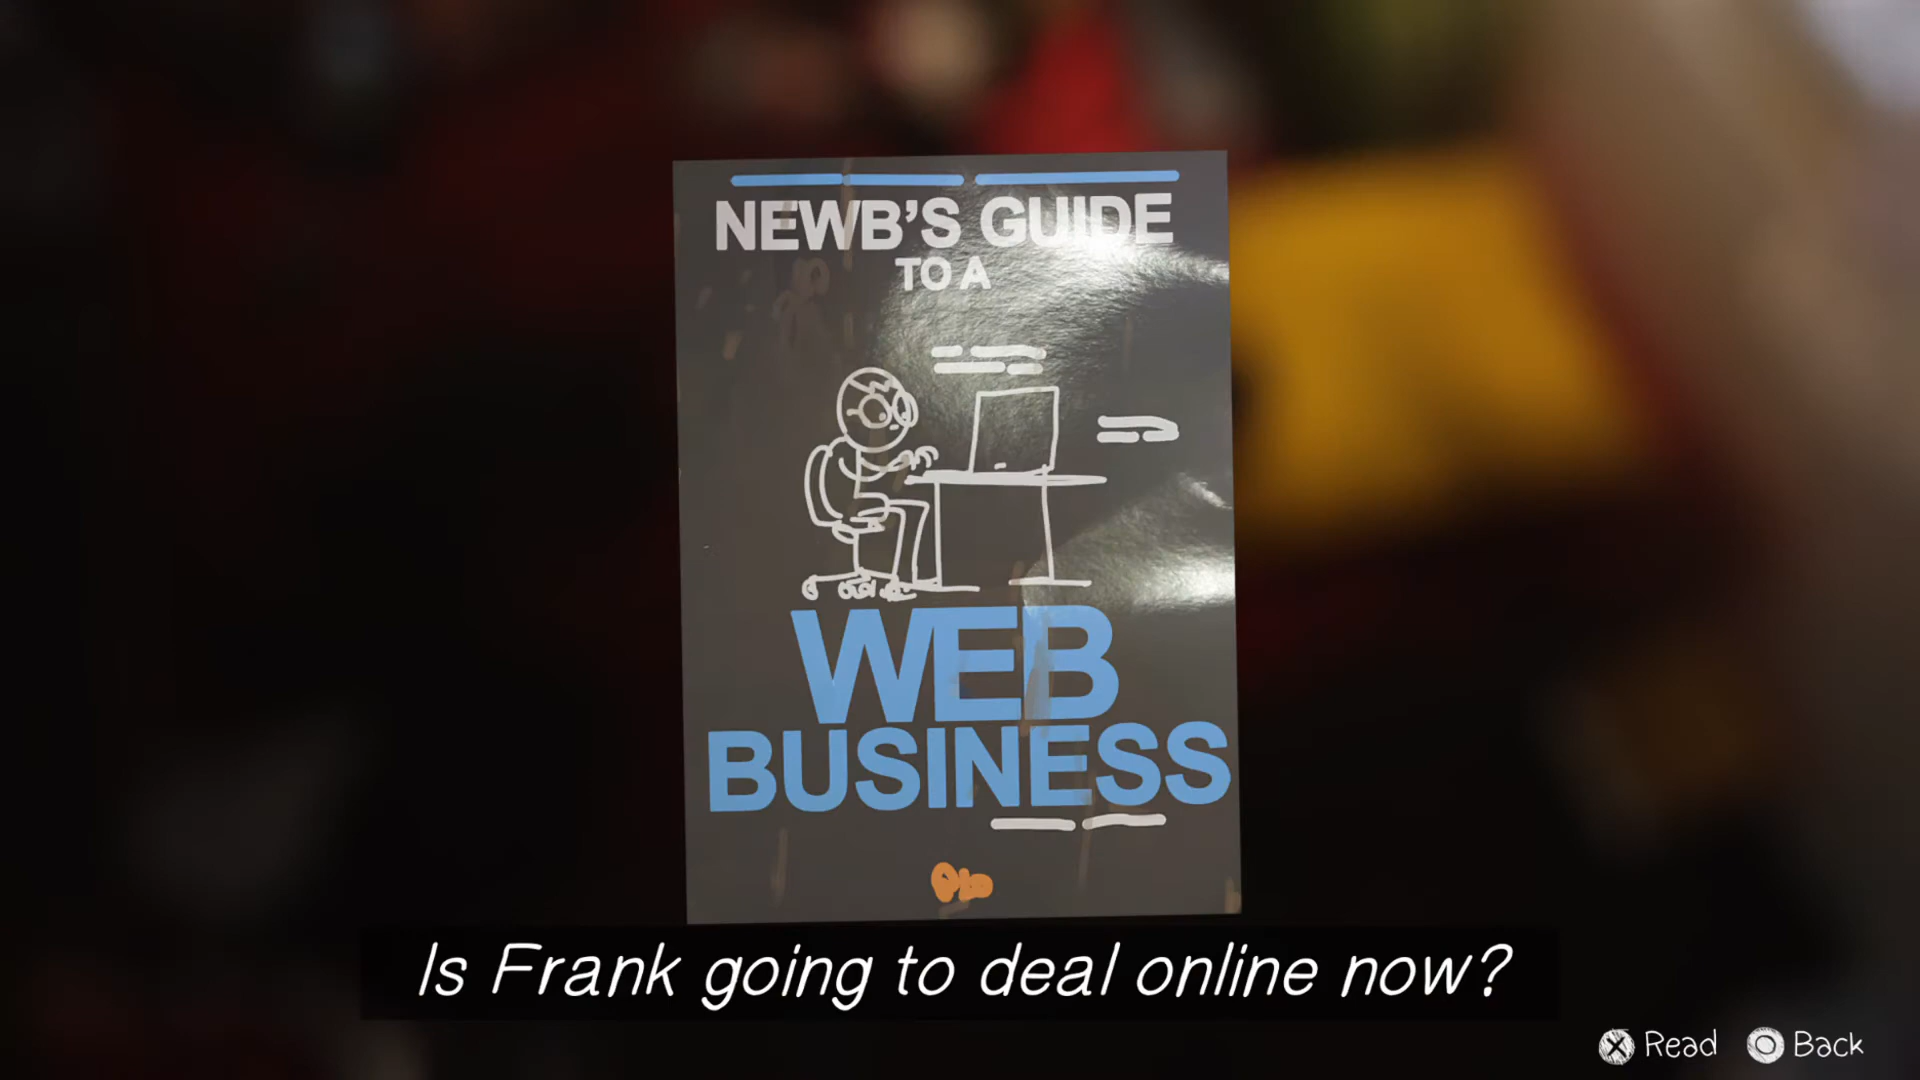 NEWB'S GUIDE
TO A
WEB
BUSINESS
Is Frank going to deal online now?
Read
Back